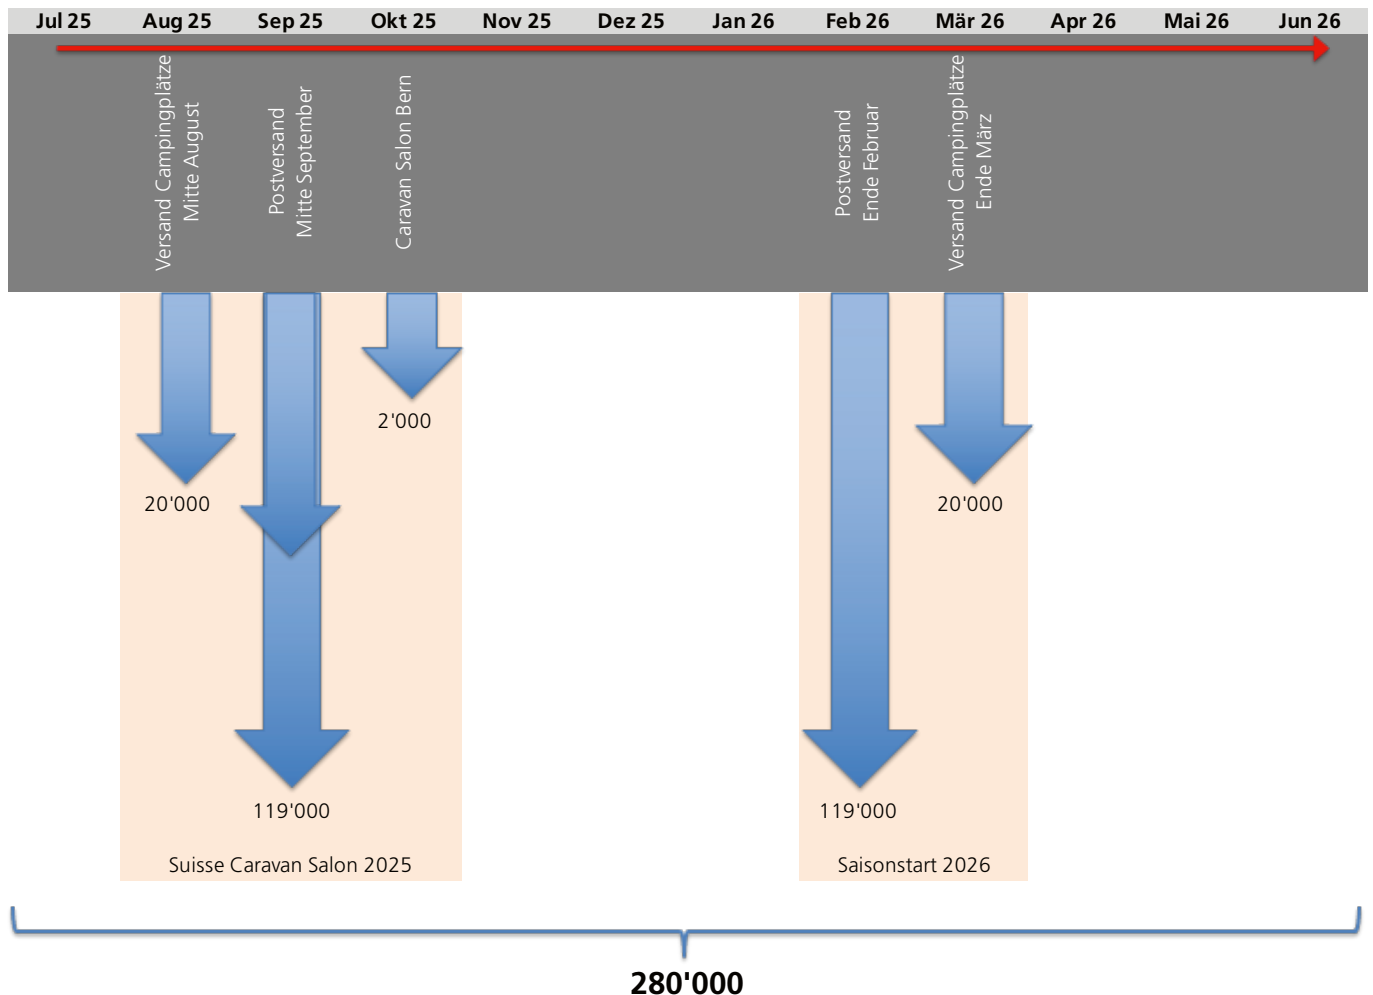 Jul 25 Aug 25 Sep 25 Okt 25 Nov 25 Dez 25 Jan 26 Feb 26 Mär 26 Apr 26 Mai 26 Jun 26
Versand Campingplätze
Mitte August
Postversand
Mitte September
Caravan Salon Bern
Postversand
Ende Februar
Versand Campingplätze
Ende März
2'000
20'000
20'000
119'000
119'000
Suisse Caravan Salon 2025
Saisonstart 2026
280'000